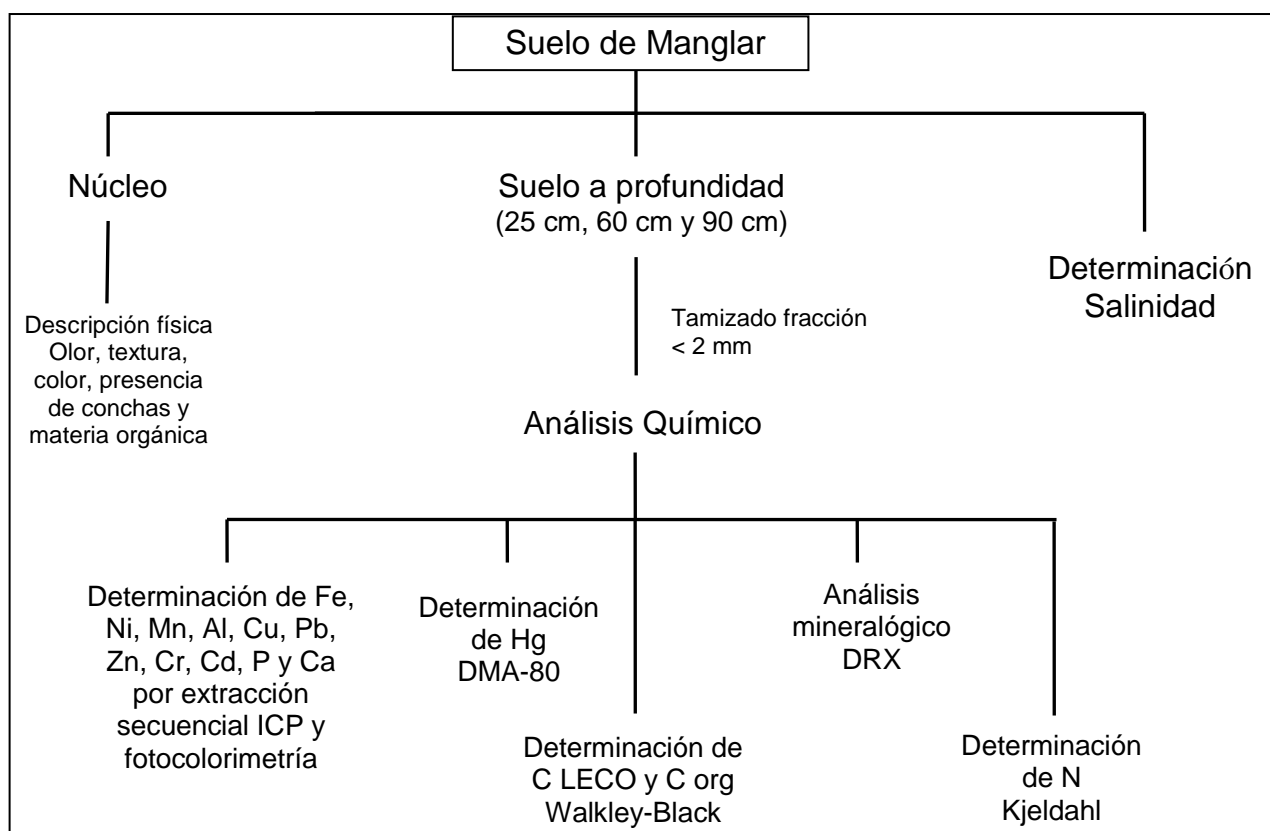 Suelo de Manglar
Núcleo
Suelo a profundidad
(25 cm, 60 cm y 90 cm)
Determinación
Salinidad
Descripción física
Olor, textura,
color, presencia
de conchas y
materia orgánica
Tamizado fracción
< 2 mm
Análisis Químico
Determinación de Fe,
Ni, Mn, Al, Cu, Pb,
Zn, Cr, Cd, P y Ca
por extracción
secuencial ICP y
fotocolorimetría
Determinación
de Hg
DMA-80
Determinación de
C LECO y C org
Walkley-Black
Análisis
mineralógico
DRX
Determinación
de N
Kjeldahl